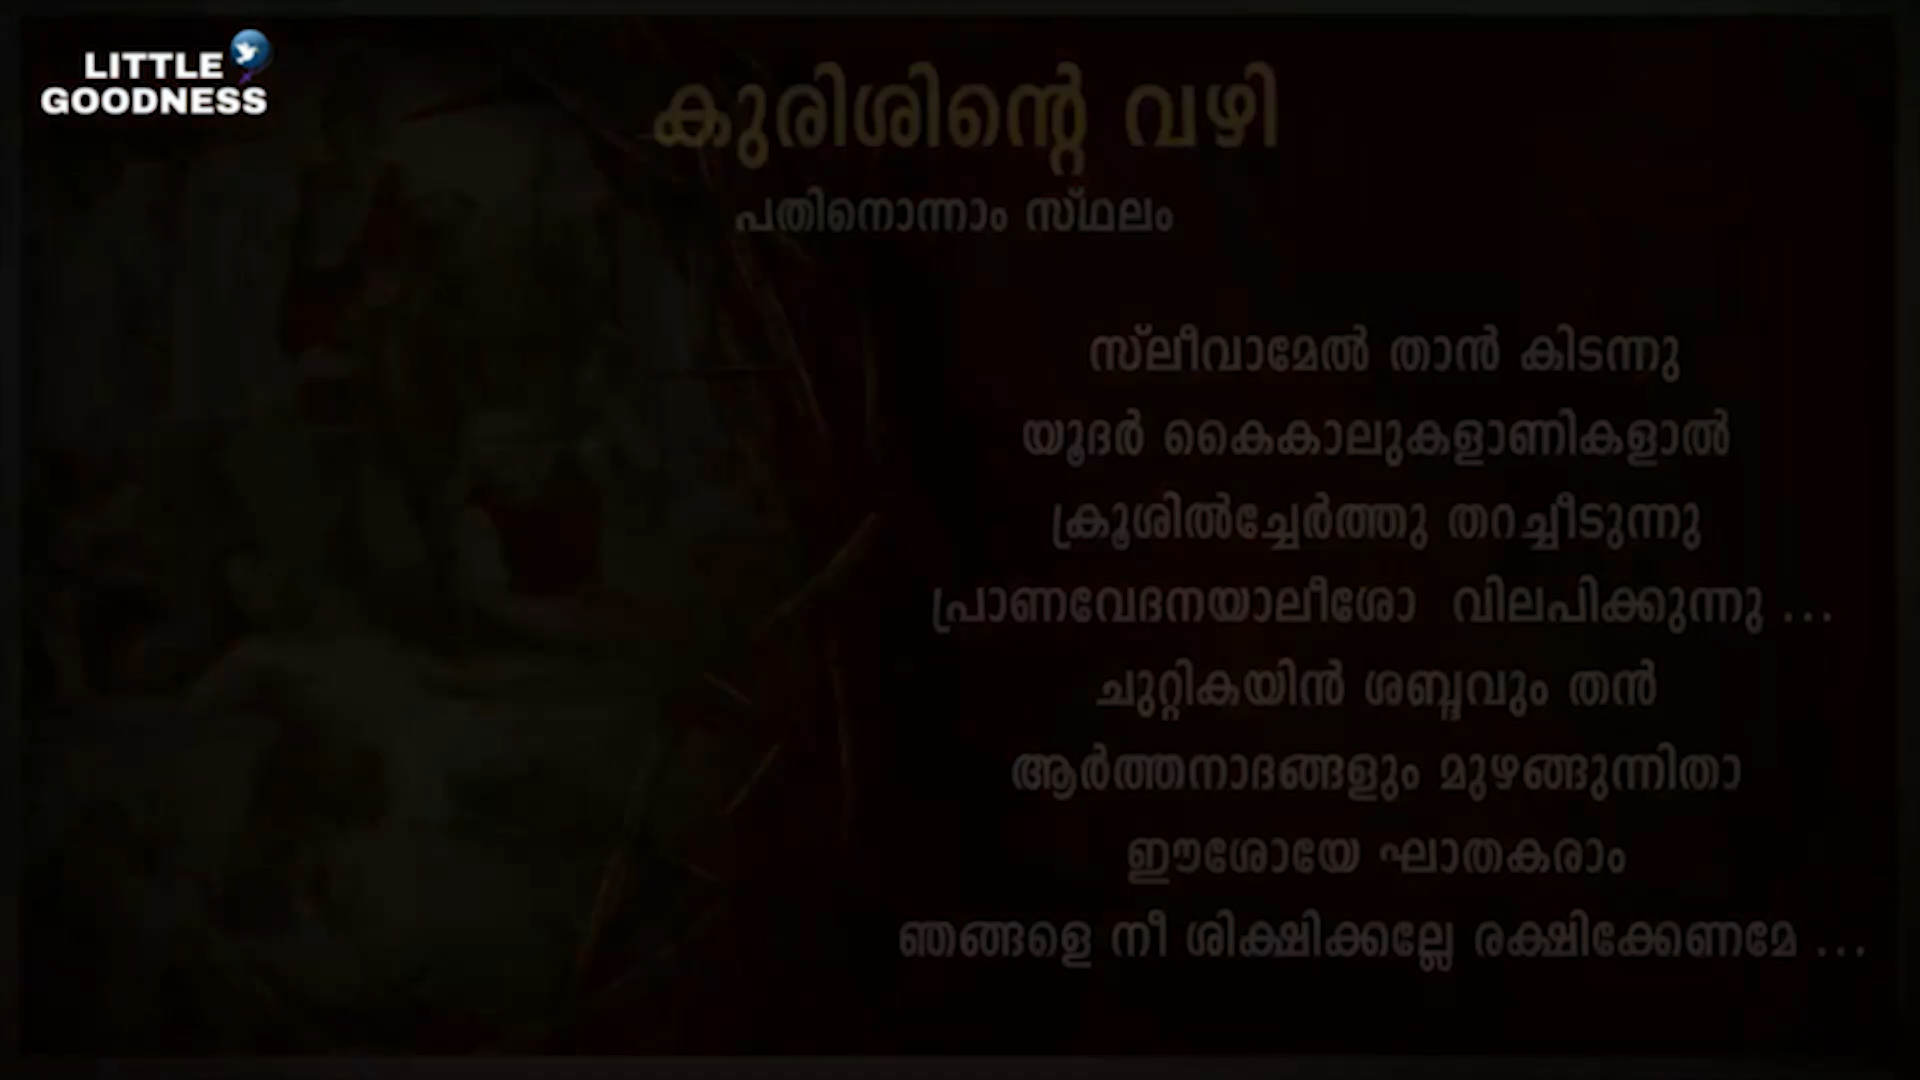 LITTLE
GOODNESS
കുരിശിന്റെ വഴി
പതിനൊന്നാം സ്ഥലം
സ്ലീവാമേൽ താൻ കിടന്നു
യൂദർ കൈകാലുകളാണികളാൽ
ക്രൂശിൽച്ചേർത്തു തറച്ചീടുന്നു
പ്രാണവേദനയാലീശോ വിലപിക്കുന്നു ...
ചുറ്റികയിൻ ശബ്ദവും തൻ
ആർത്തനാദങ്ങളും മുഴങ്ങുന്നിതാ
ഈശോയേ ഘാതകരാം
ഞങ്ങളെ നീ ശിക്ഷിക്കല്ലേ രക്ഷിക്കേണമേ ...